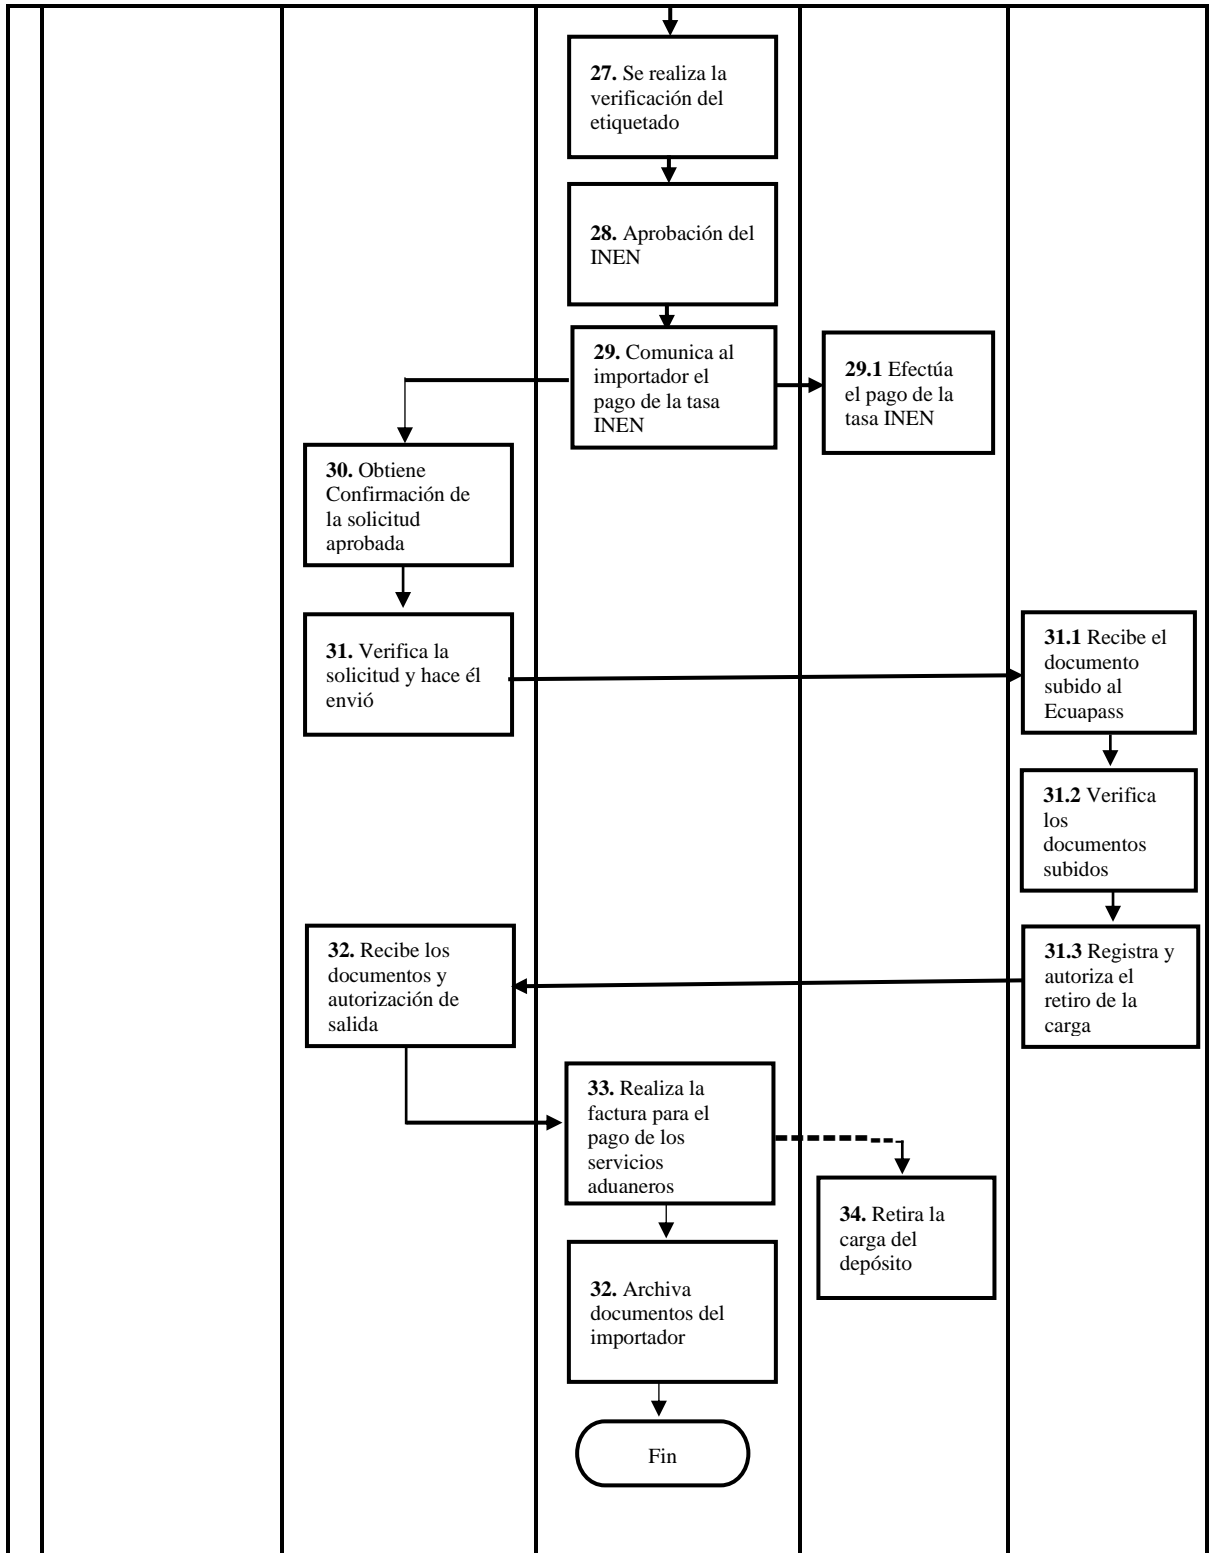 27. Se realiza la
verificación del
etiquetado
28. Aprobación del
INEN
29. Comunica al
importador el
pago de la tasa
INEN
29.1 Efectúa
el pago de la
tasa INEN
30. Obtiene
Confirmación de
la solicitud
aprobada
31. Verifica la
solicitud y hace él
envió
31.1 Recibe el
documento
subido al
Ecuapass
31.2 Verifica
los
documentos
subidos
31.3 Registra y
autoriza el
retiro de la
carga
32. Recibe los
documentos y
autorización de
salida
33. Realiza la
factura para el
pago de los
servicios
aduaneros
34. Retira la
carga del
depósito
32. Archiva
documentos del
importador
Fin